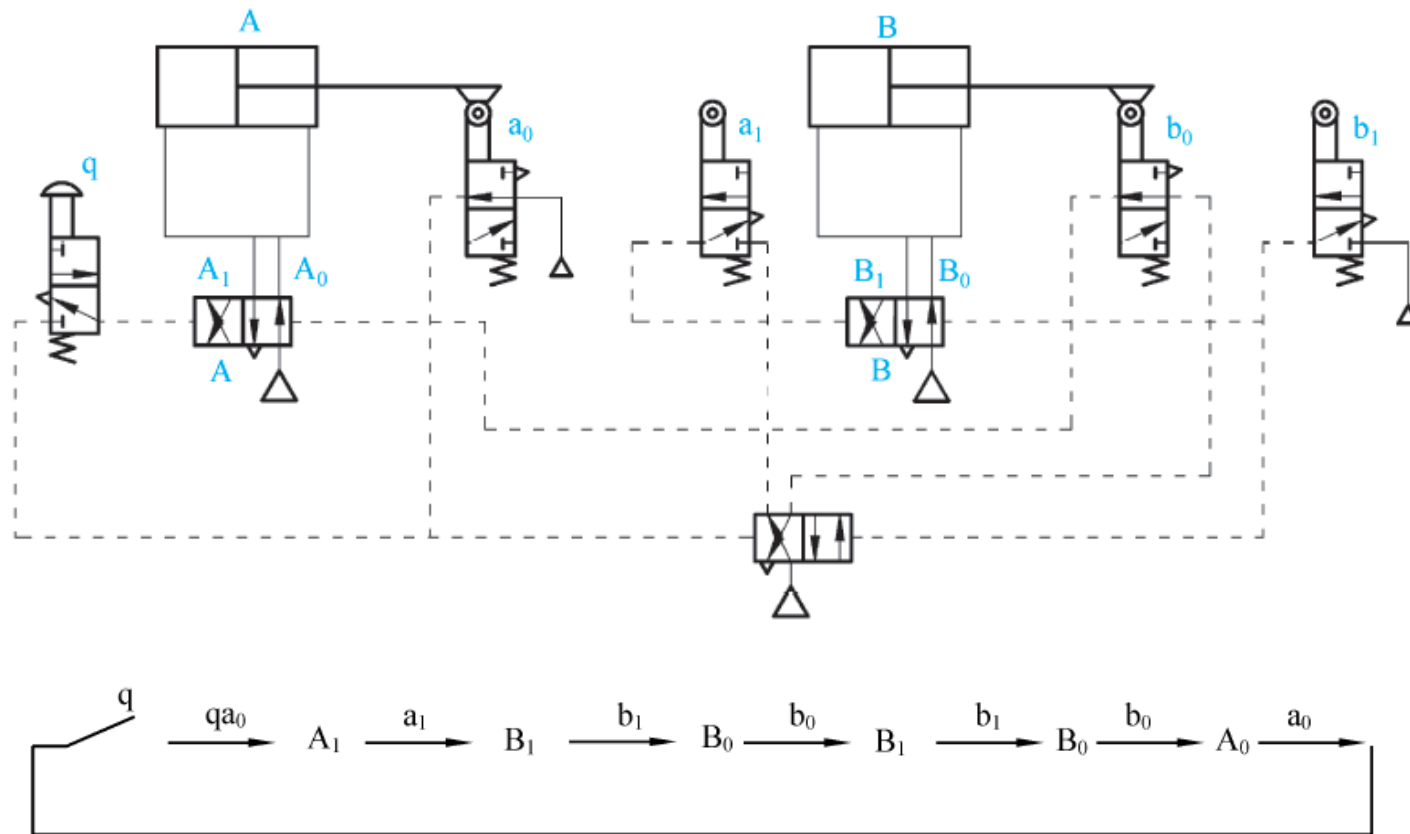 A B
a₀ a₁ b₀ b₁
q
A₁ A₀ B₁ B₀
A B
q qa₀ A₁ a₁ B₁ b₁ B₀ b₀ B₁ b₁ B₀ b₀ A₀ a₀